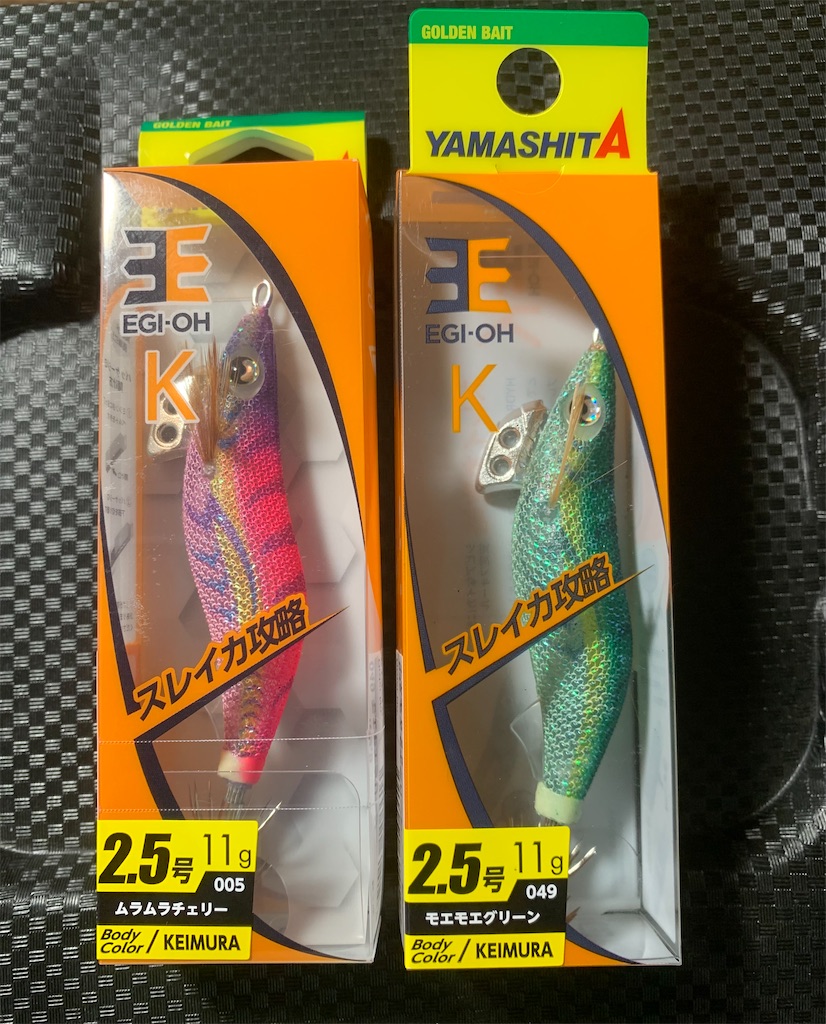 GOLDEN BAIT
EGI-OH
K
スレイカ攻略
2.5号 11g
005
ムラムラチェリー
Body Color / KEIMURA
GOLDEN BAIT
YAMASHITA
EGI-OH
K
スレイカ攻略
2.5号 11g
049
モエモエグリーン
Body Color / KEIMURA